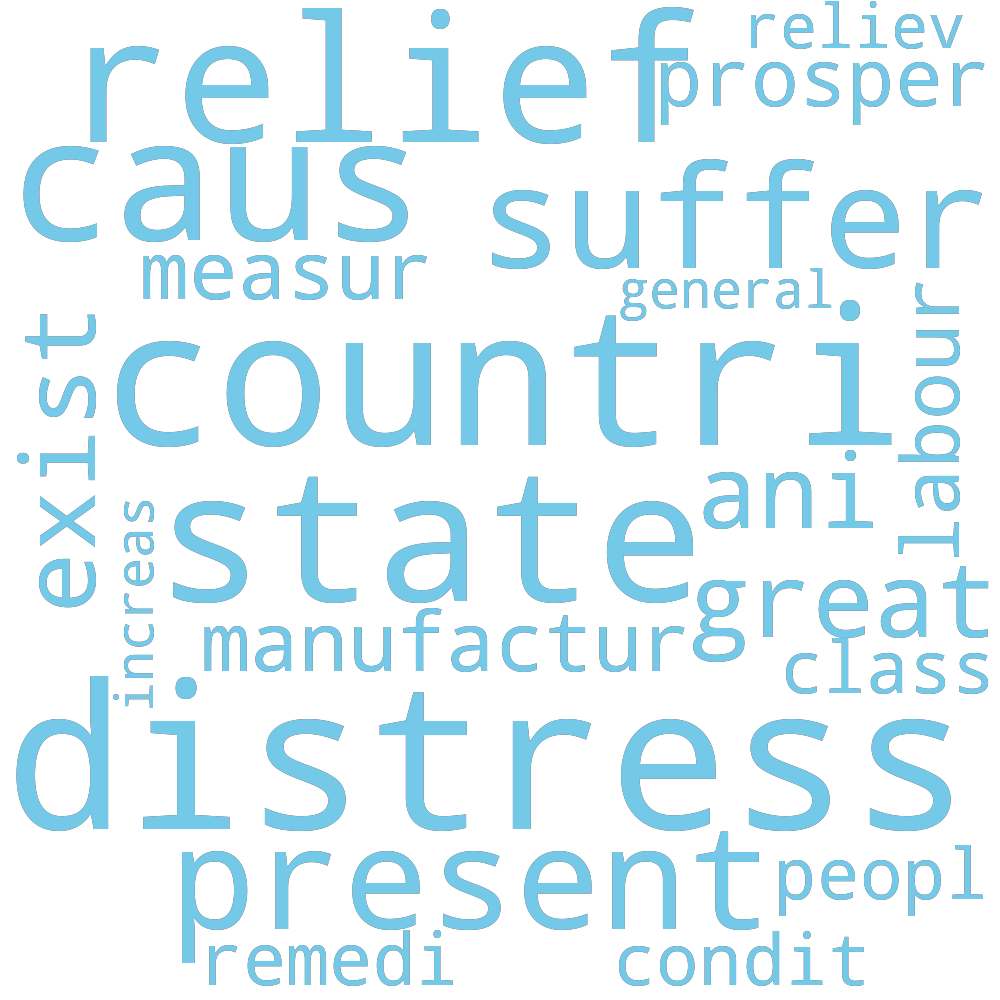 relief
reliev
prosper
caus
suffer
measur
general
countri
exist
labour
state
ani
increas
great
manufactur
class
distress
present
peopl
remedi
condit